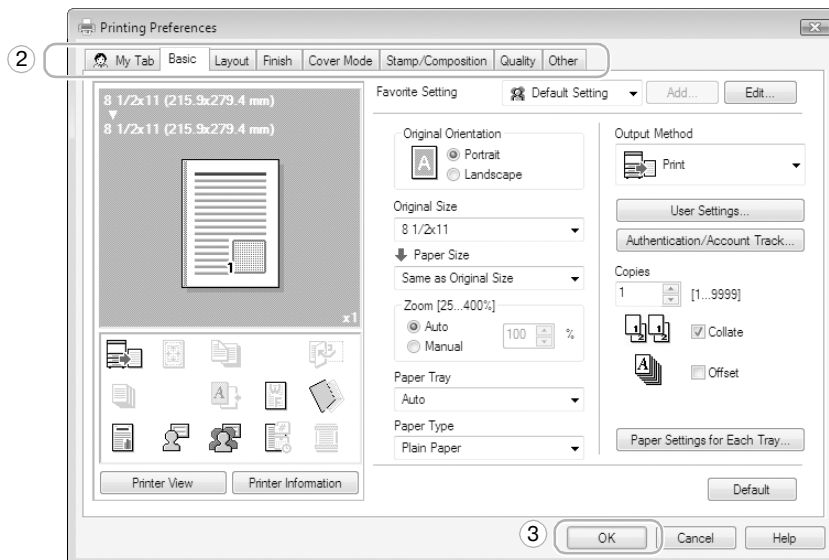 Printing Preferences
②
My Tab Basic Layout Finish Cover Mode Stamp/Composition Quality Other
8 1/2x11 (215.9x279.4 mm)
8 1/2x11 (215.9x279.4 mm)
1
x1
Printer View Printer Information
Favorite Setting Default Setting Add... Edit...
Original Orientation
A
Portrait
Landscape
Original Size
8 1/2x11
Paper Size
Same as Original Size
Zoom [25...400%]
Auto
Manual
100 %
Paper Tray
Auto
Paper Type
Plain Paper
Output Method
Print
User Settings...
Authentication/Account Track...
Copies
1 [1...9999]
1 2 1 2 Collate
A Offset
Paper Settings for Each Tray...
Default
③
OK Cancel Help